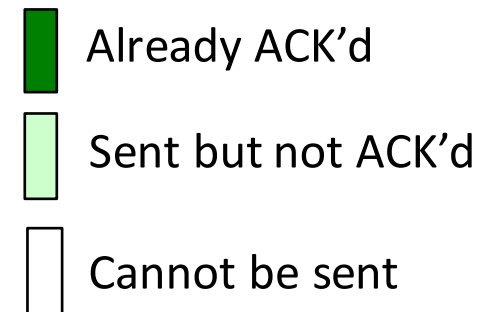 Already ACK’d
Sent but not ACK’d
Cannot be sent